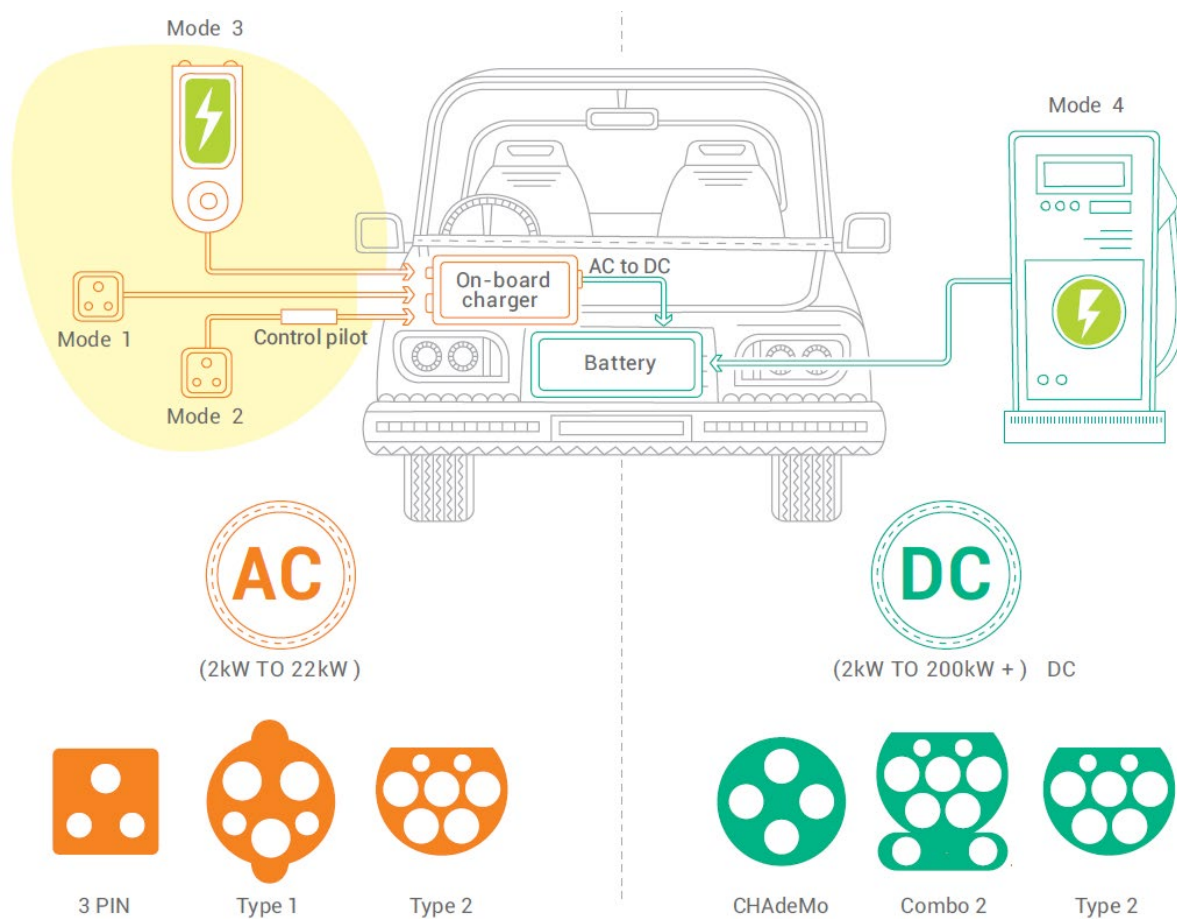 Mode 3
Mode 4
On-board
charger
AC to DC
Mode 1
Control pilot
Battery
Mode 2
AC
DC
(2kW TO 22kW )
(2kW TO 200kW + ) DC
3 PIN
Type 1
Type 2
CHAdeMo
Combo 2
Type 2